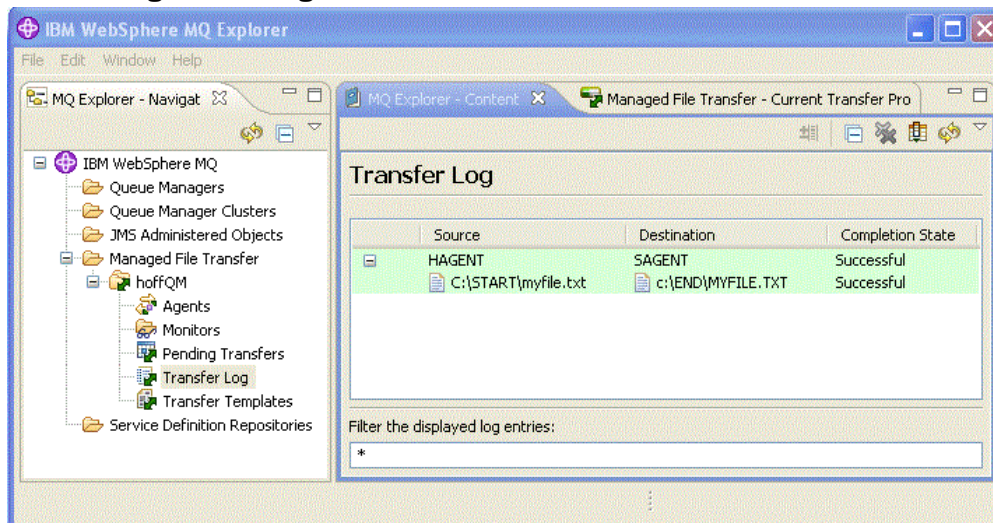 IBM WebSphere MQ Explorer
File Edit Window Help
MQ Explorer - Navigat
IBM WebSphere MQ
Queue Managers
Queue Manager Clusters
JMS Administered Objects
Managed File Transfer
hoffQM
Agents
Monitors
Pending Transfers
Transfer Log
Transfer Templates
Service Definition Repositories
MQ Explorer - Content
Managed File Transfer - Current Transfer Pro
Transfer Log
Source Destination Completion State
HAGENT SAGENT Successful
C:\START\myfile.txt c:\END\MYFILE.TXT Successful
Filter the displayed log entries:
*